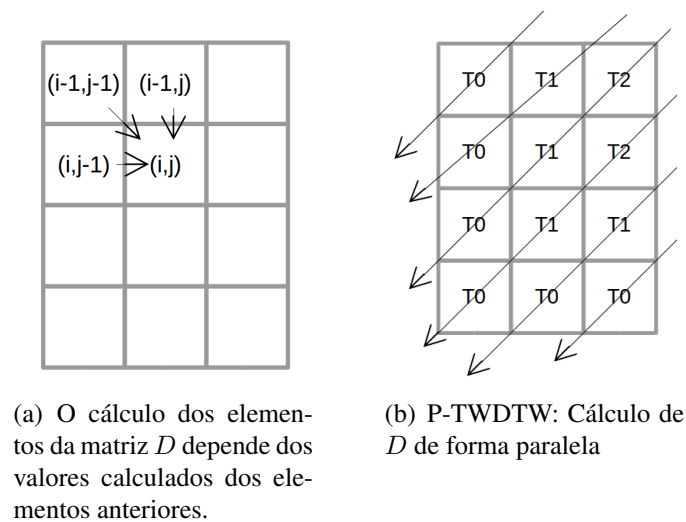 (i-1,j-1) (i-1,j)
(i,j-1) (i,j)
T0 T1 T2
T0 T1 T2
T0 T1 T1
T0 T0 T0
(a) O cálculo dos elemen-
tos da matriz D depende dos
valores calculados dos ele-
mentos anteriores.
(b) P-TWDTW: Cálculo de
D de forma paralela